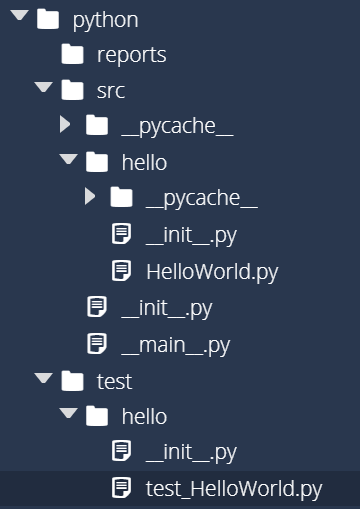 python
reports
src
__pycache__
hello
__pycache__
__init__.py
HelloWorld.py
__init__.py
__main__.py
test
hello
__init__.py
test_HelloWorld.py